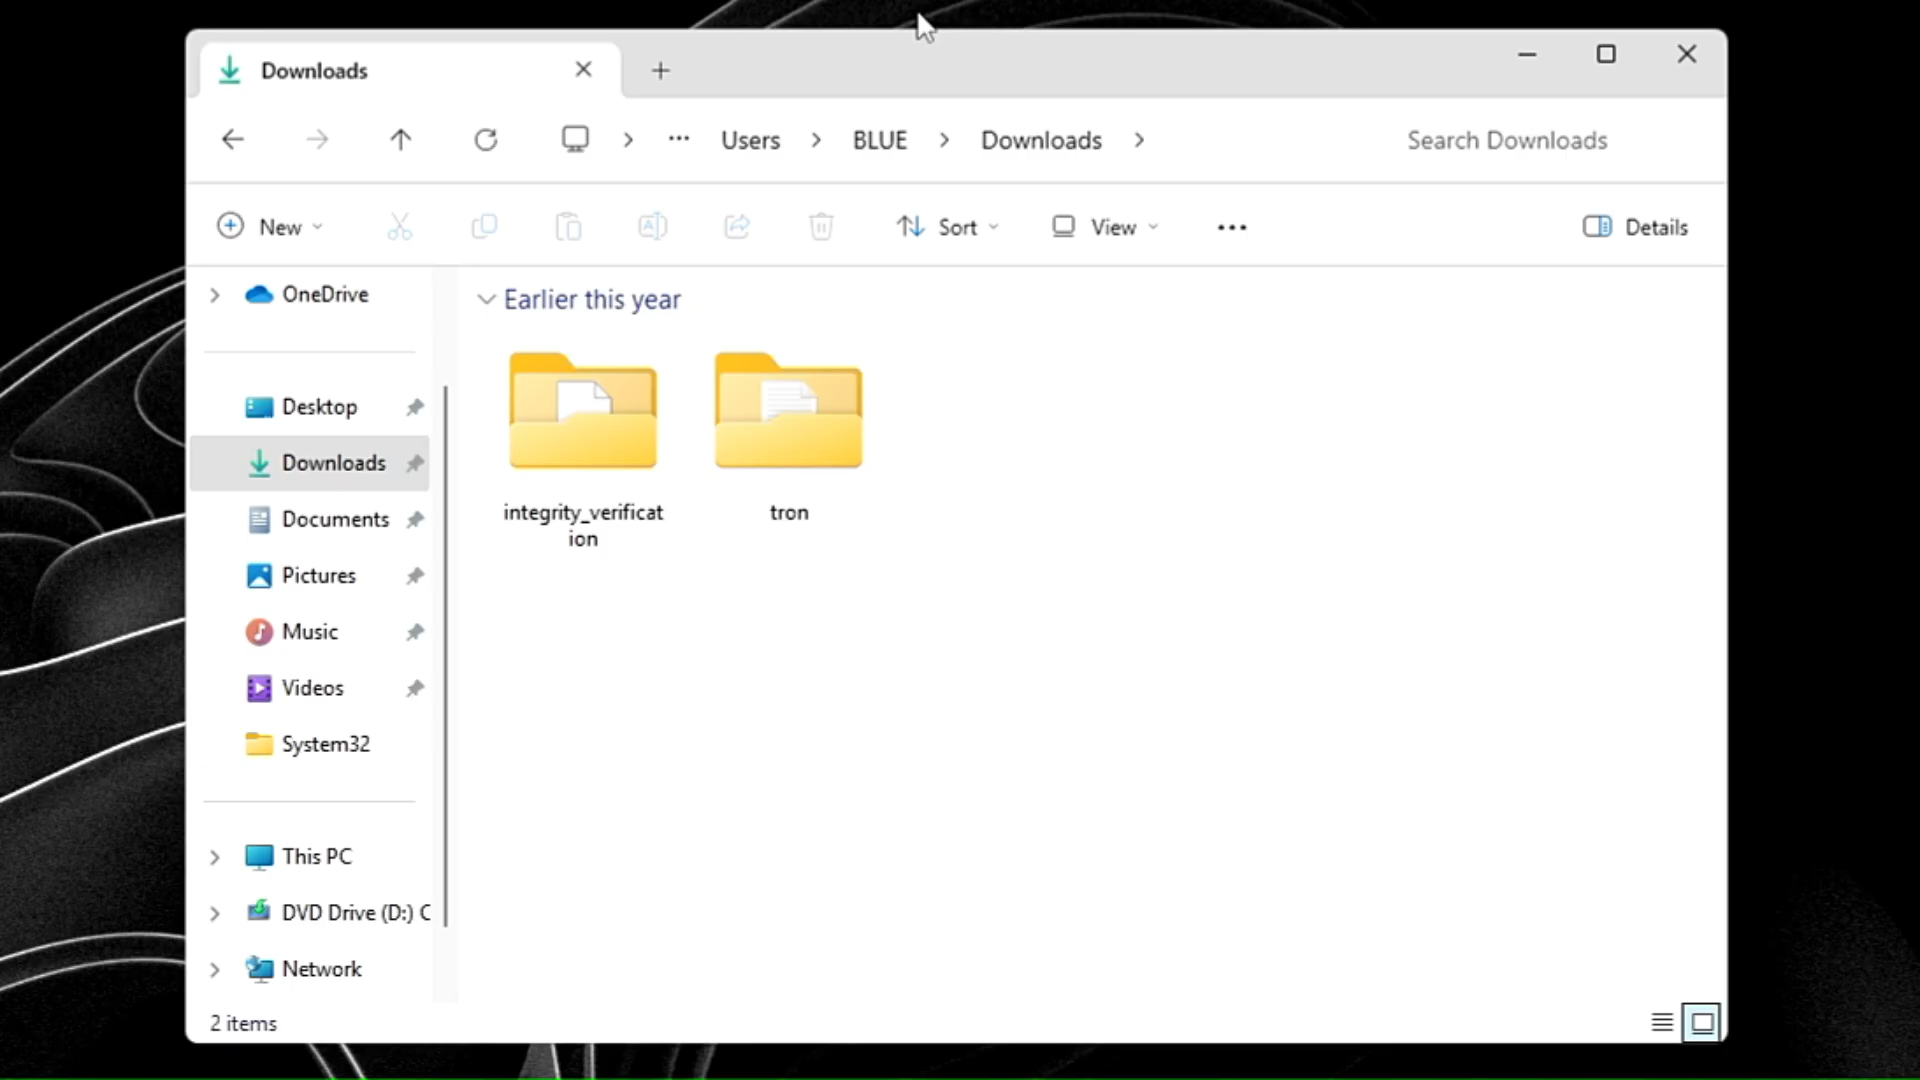 Downloads
Users
BLUE
Downloads
Search Downloads
New
Sort
View
Details
OneDrive
Desktop
Downloads
Documents
Pictures
Music
Videos
System32
This PC
DVD Drive (D:) C
Network
Earlier this year
integrity_verificat
ion
tron
2 items